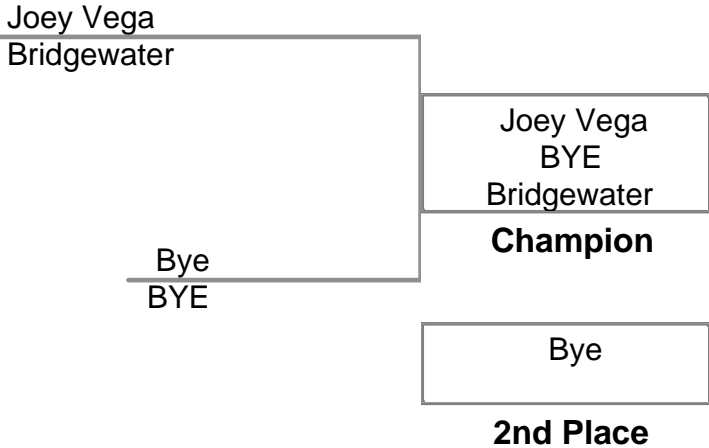 Joey Vega
Bridgewater
Joey Vega
BYE
Bridgewater
Champion
Bye
BYE
Bye
2nd Place